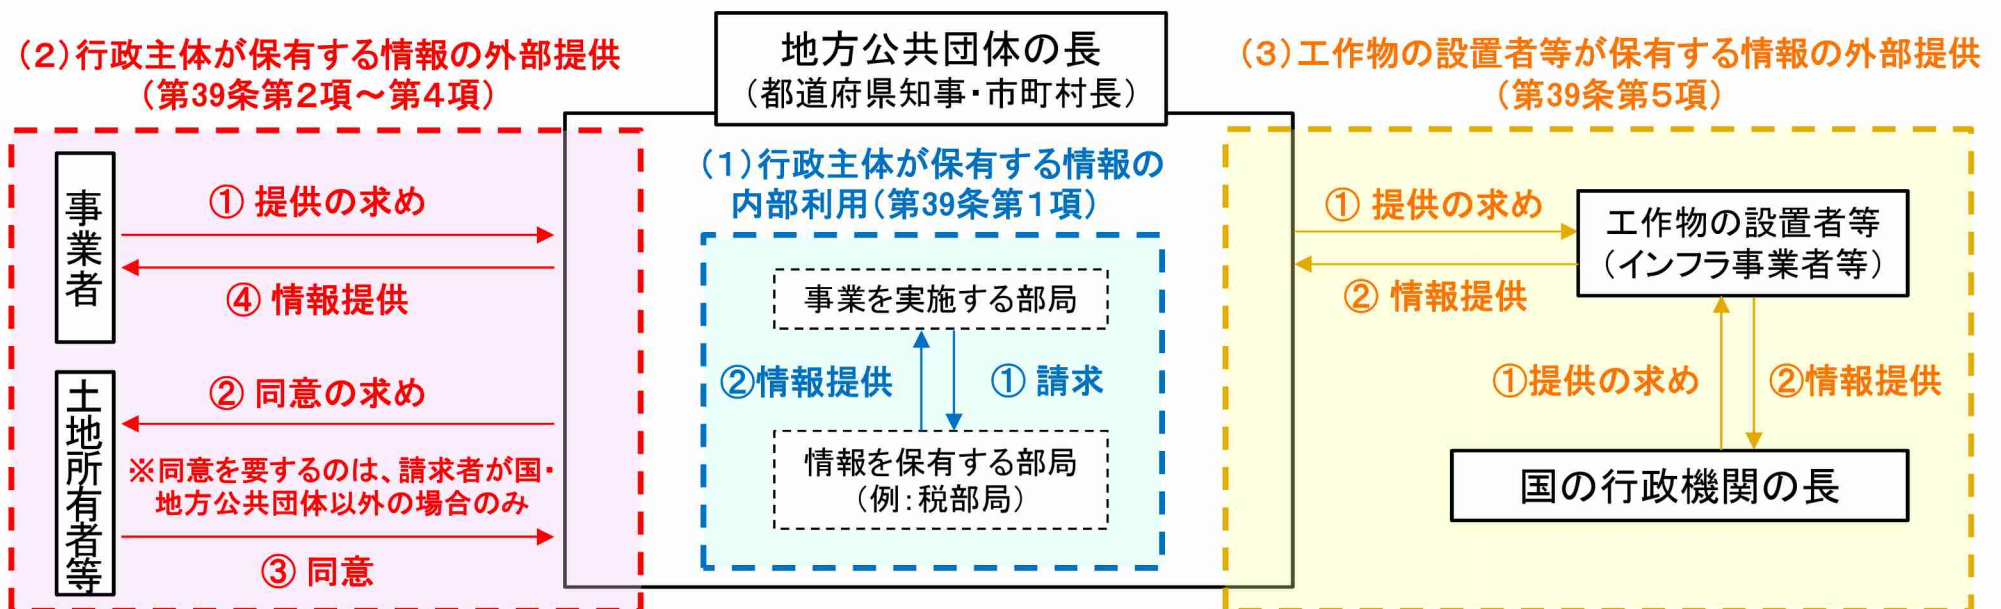 地方公共団体の長
（都道府県知事・市町村長）
（２）行政主体が保有する情報の外部提供
（第39条第２項～第４項）
事業者
① 提供の求め
④ 情報提供
土地所有者等
② 同意の求め
※同意を要するのは、請求者が国・
地方公共団体以外の場合のみ
③ 同意
（１）行政主体が保有する情報の
内部利用（第39条第１項）
事業を実施する部局
②情報提供
① 請求
情報を保有する部局
（例：税部局）
（３）工作物の設置者等が保有する情報の外部提供
（第39条第５項）
① 提供の求め
② 情報提供
工作物の設置者等
（インフラ事業者等）
①提供の求め
②情報提供
国の行政機関の長